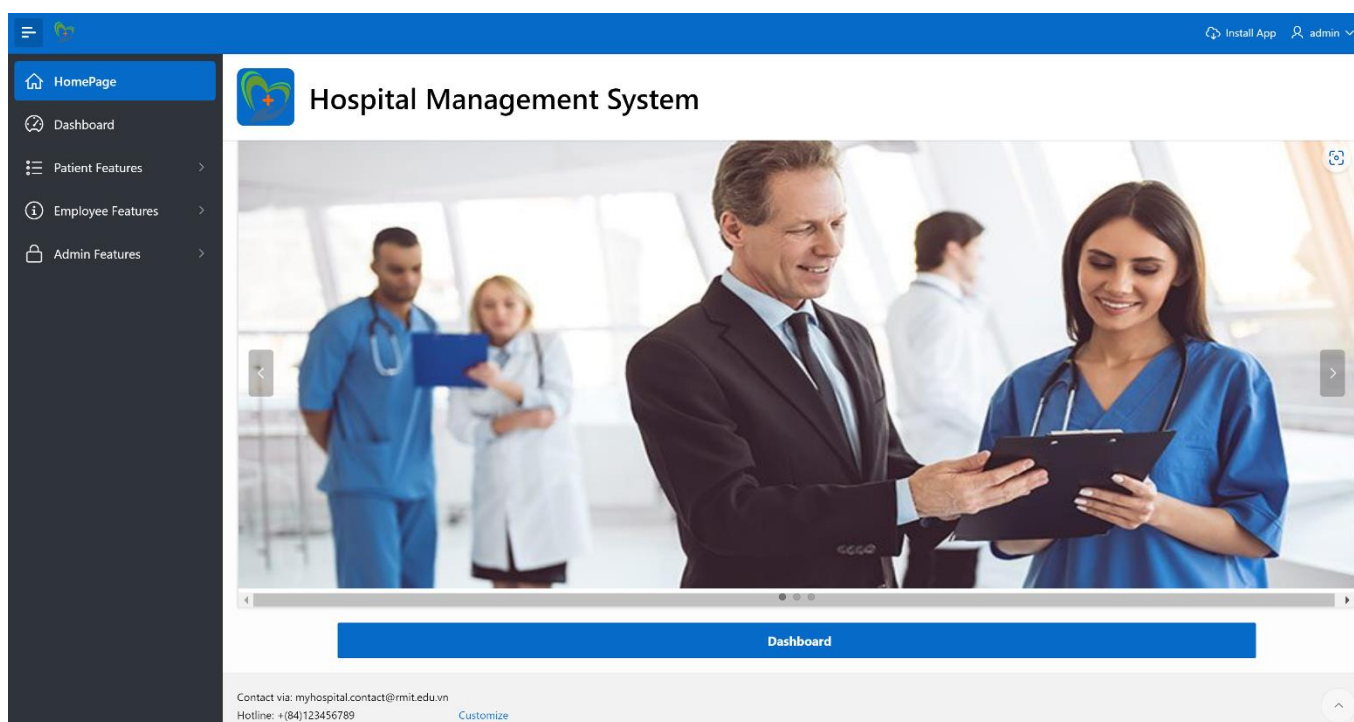 Install App
admin
HomePage
Dashboard
Patient Features
Employee Features
Admin Features
Hospital Management System
Dashboard
Contact via: myhospital.contact@rmit.edu.vn
Hotline: +(84)123456789
Customize